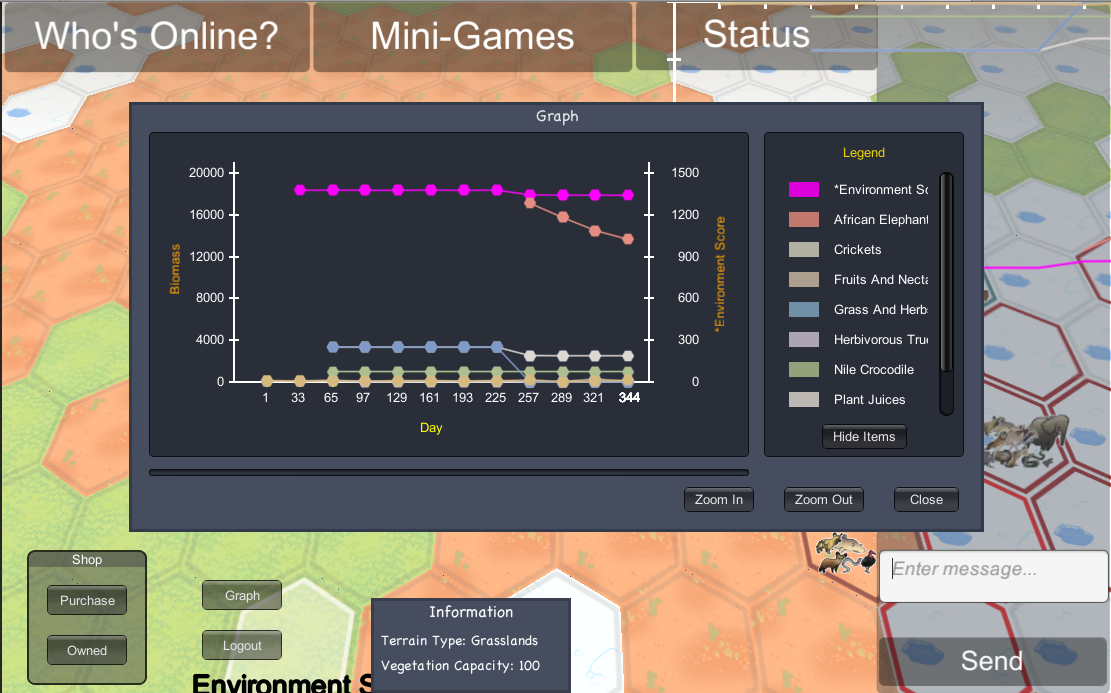 Who's Online?
Mini-Games
Status
Graph
20000
16000
12000
8000
4000
0
Biomass
1500
1200
900
600
300
0
*Environment Score
1 33 65 97 129 161 193 225 257 289 321 344
Day
Legend
*Environment Sc
African Elephant
Crickets
Fruits And Necta
Grass And Herb
Herbivorous Tru
Nile Crocodile
Plant Juices
Hide Items
Zoom In
Zoom Out
Close
Shop
Purchase
Owned
Graph
Logout
Information
Terrain Type: Grasslands
Vegetation Capacity: 100
Environment S
Enter message...
Send